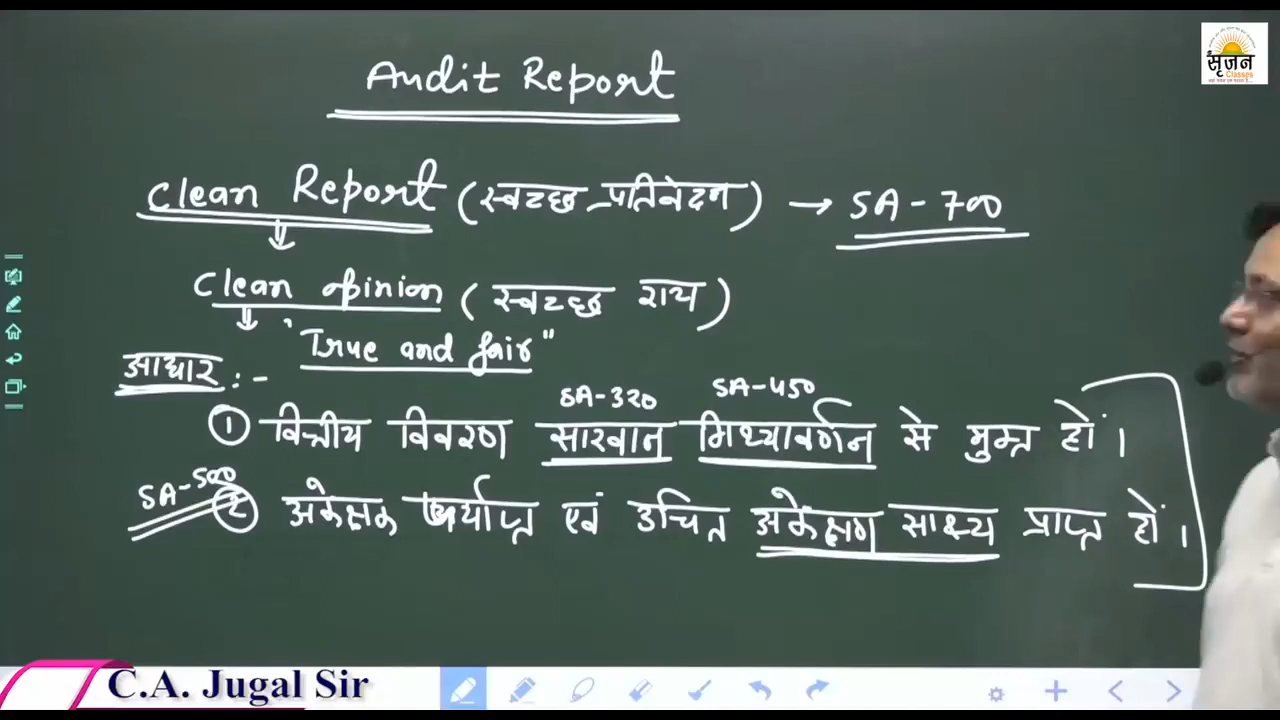 Audit Report
सृजन
Classes
Clean Report (स्वच्छ प्रतिवेदन) → SA-700
Clean opinion (स्वच्छ राय)
"True and fair"
आधार :-
SA-320 SA-450
① वित्तीय विवरण सारवान मिथ्यावर्णन से मुक्त हों।
SA-500
② अंकेक्षक पर्याप्त एवं उचित अंकेक्षण साक्ष्य प्राप्त हों।
C.A. Jugal Sir